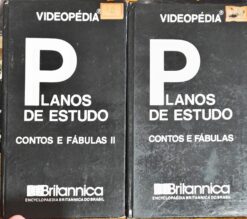 VIDEOPÉDIA®
PLANOS
DE ESTUDO
CONTOS E FÁBULAS II
Britannica
ENCYCLOPAEDIA BRITANNICA DO BRASIL
VIDEOPÉDIA®
PLANOS
DE ESTUDO
CONTOS E FÁBULAS
Britannica
ENCYCLOPAEDIA BRITANNICA DO BRASIL